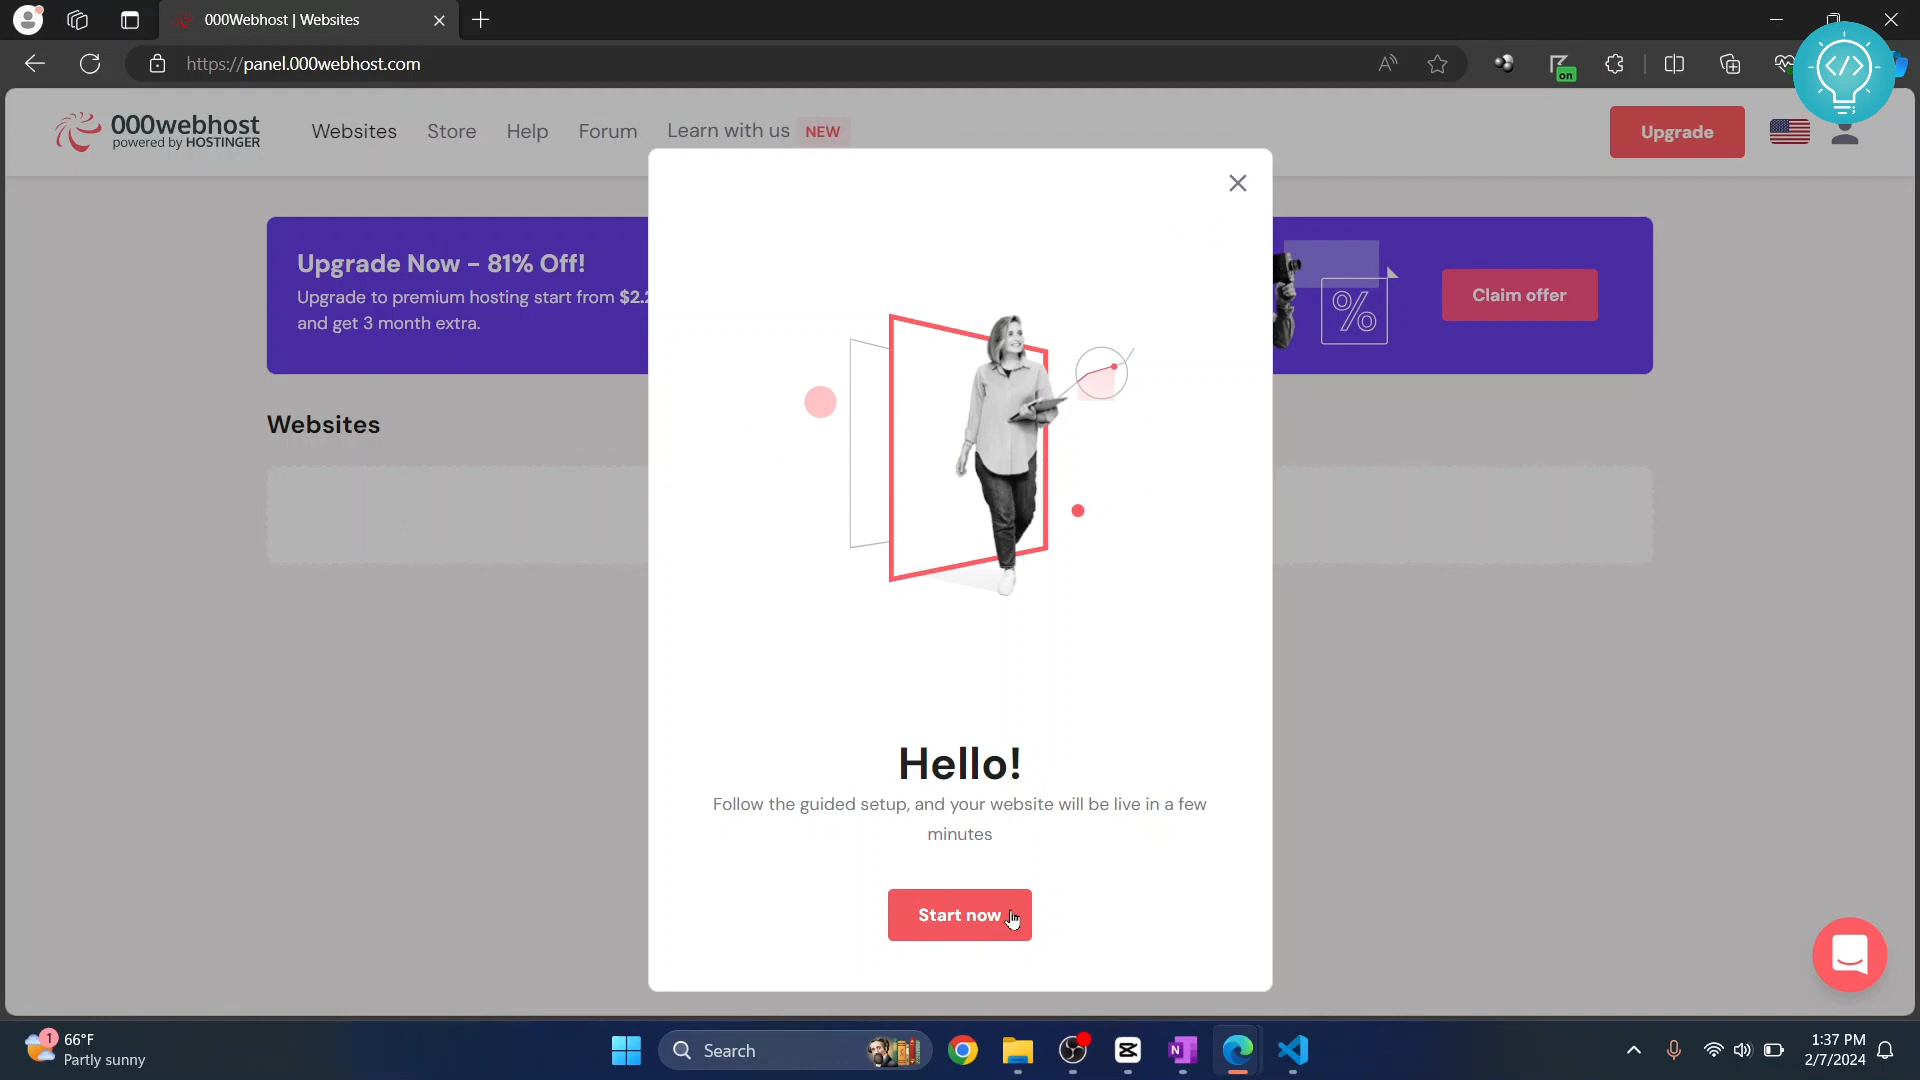 000Webhost | Websites
https://panel.000webhost.com
on
000webhost
powered by HOSTINGER
Websites
Store
Help
Forum
Learn with us
NEW
Upgrade
Upgrade Now - 81% Off!
Upgrade to premium hosting start from $2.
and get 3 month extra.
%
Claim offer
Websites
Hello!
Follow the guided setup, and your website will be live in a few
minutes
Start now
1
66°F
Partly sunny
Search
1:37 PM
2/7/2024